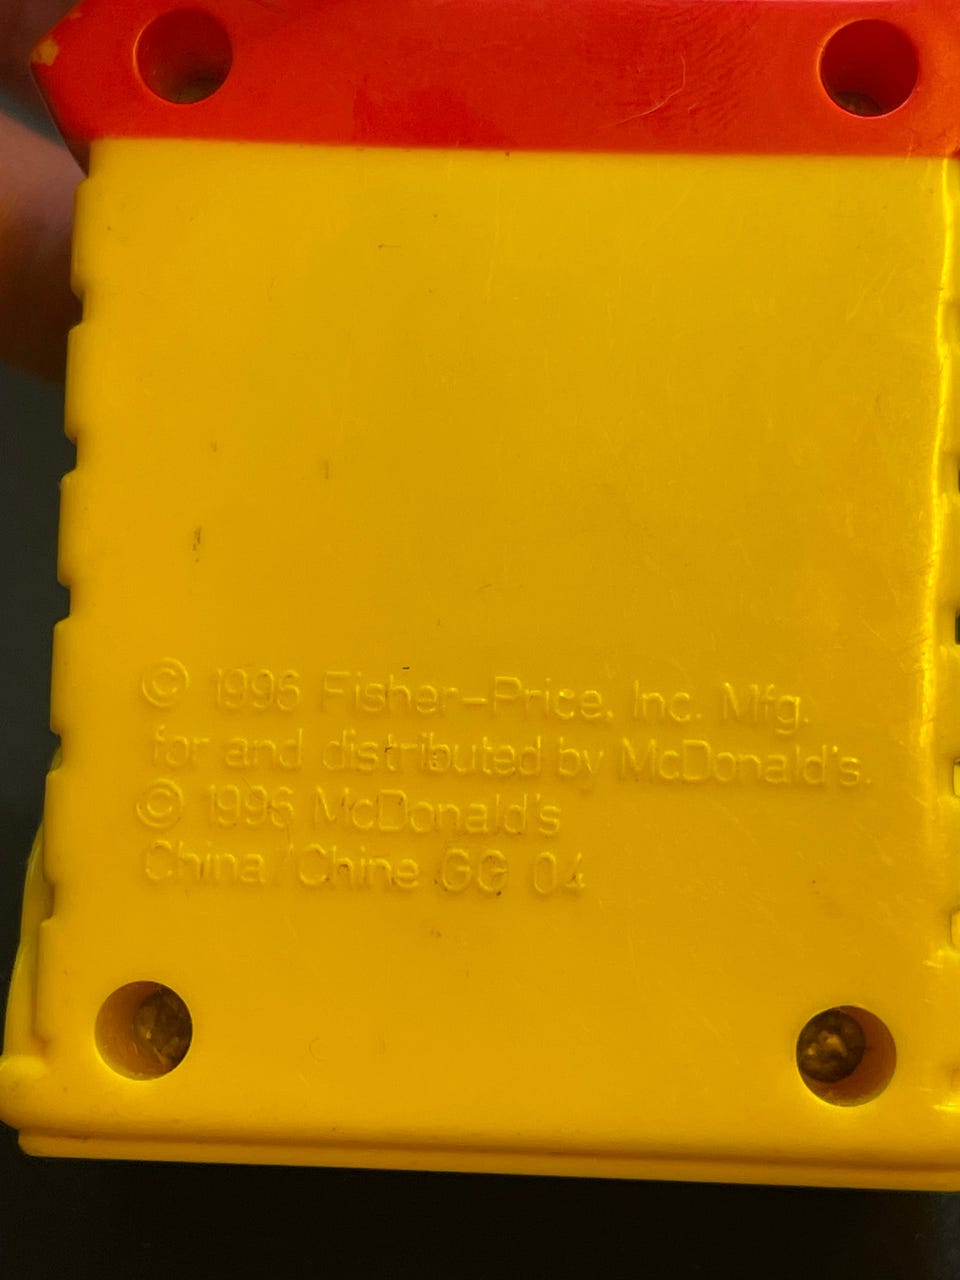 © 1996 Fisher-Price, Inc. Mfg.
for and distributed by McDonald's.
© 1996 McDonald's
China/Chine GG 04